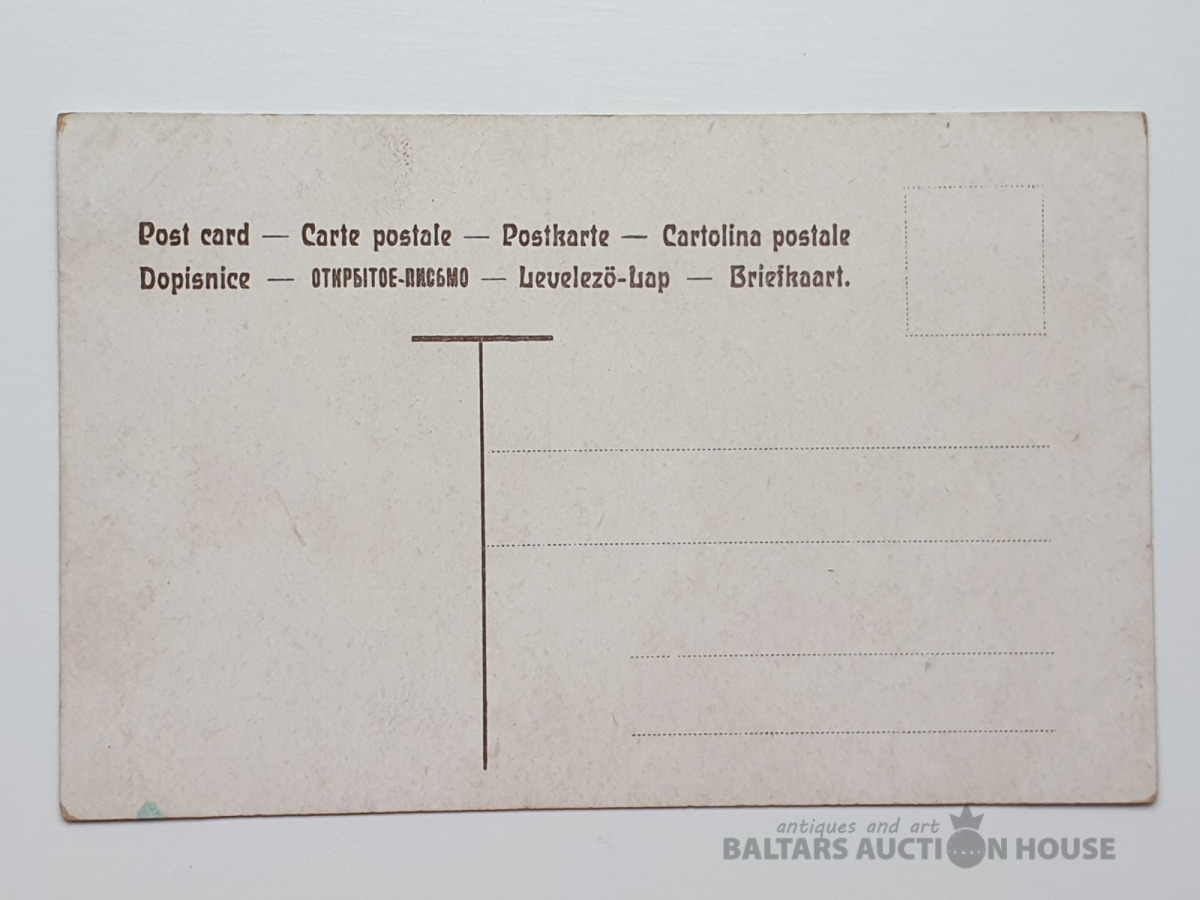 Post card — Carte postale — Postkarte — Cartolina postale
Dopisnice — ОТКРЫТОЕ-ПИСЬМО — Levelezö-Lap — Briefkaart.
antiques and art
BALTARS AUCTION HOUSE